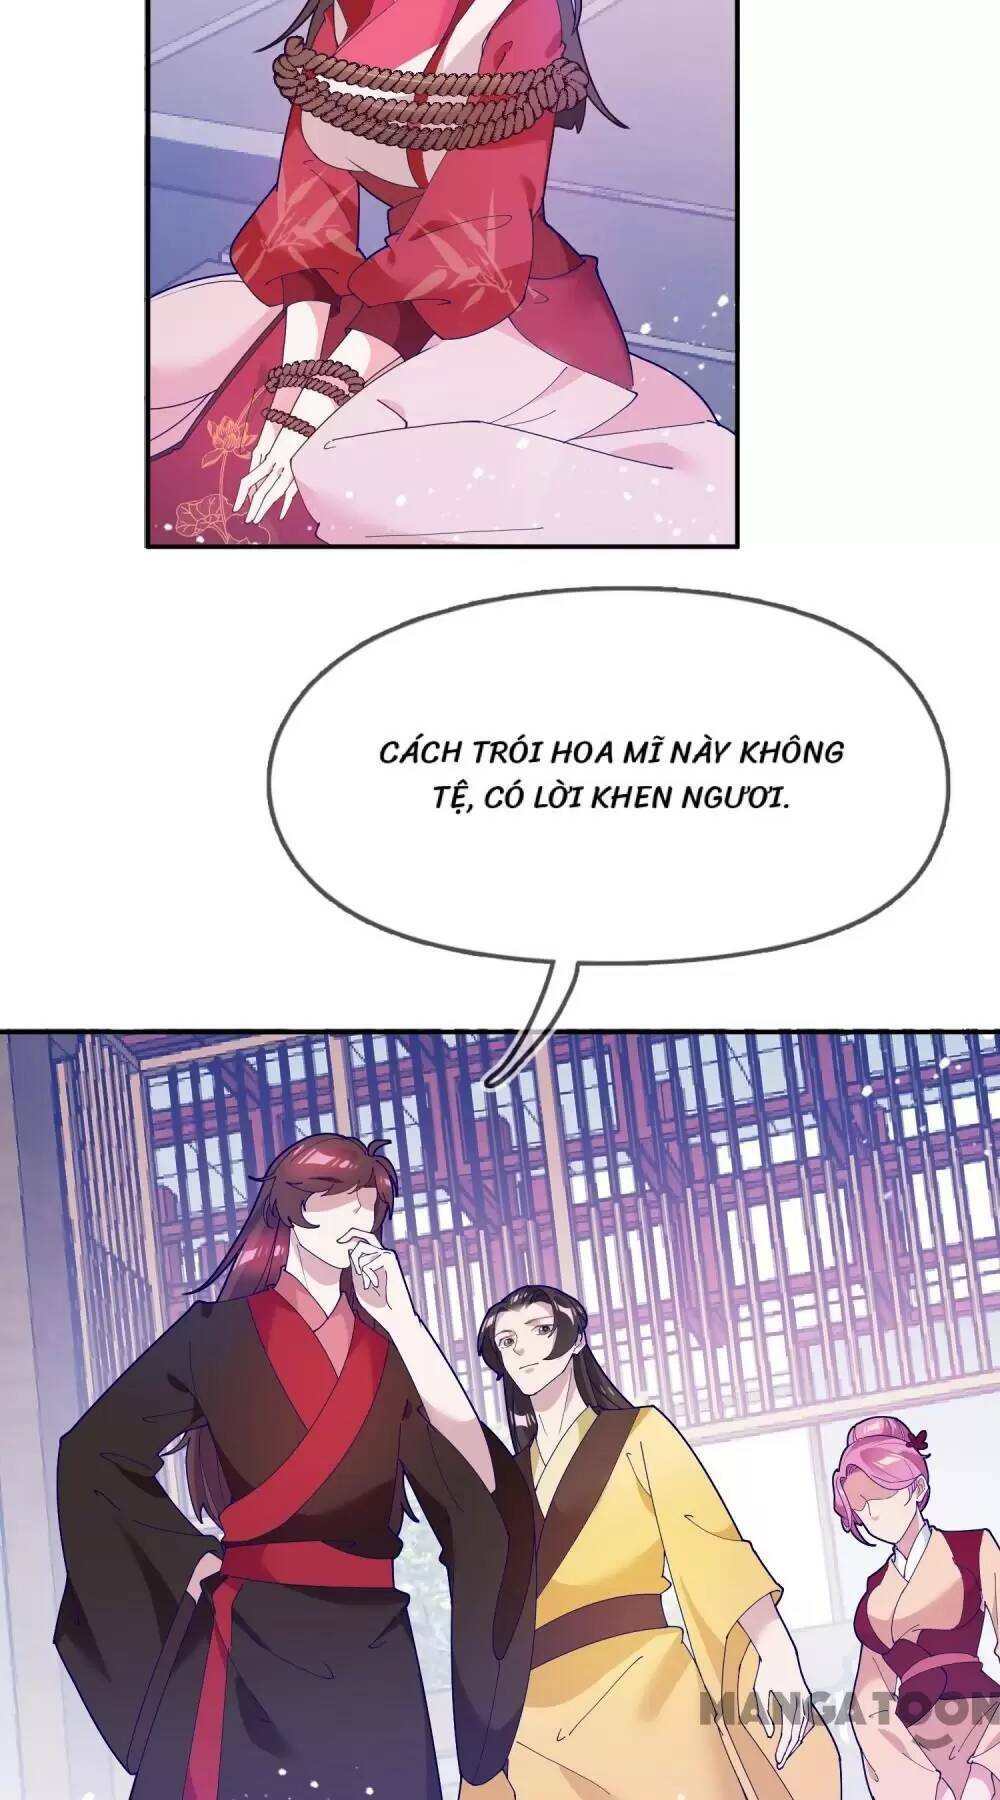 CÁCH TRÓI HOA MĨ NÀY KHÔNG
TỆ, CÓ LỜI KHEN NGƯƠI.
MANGATOON